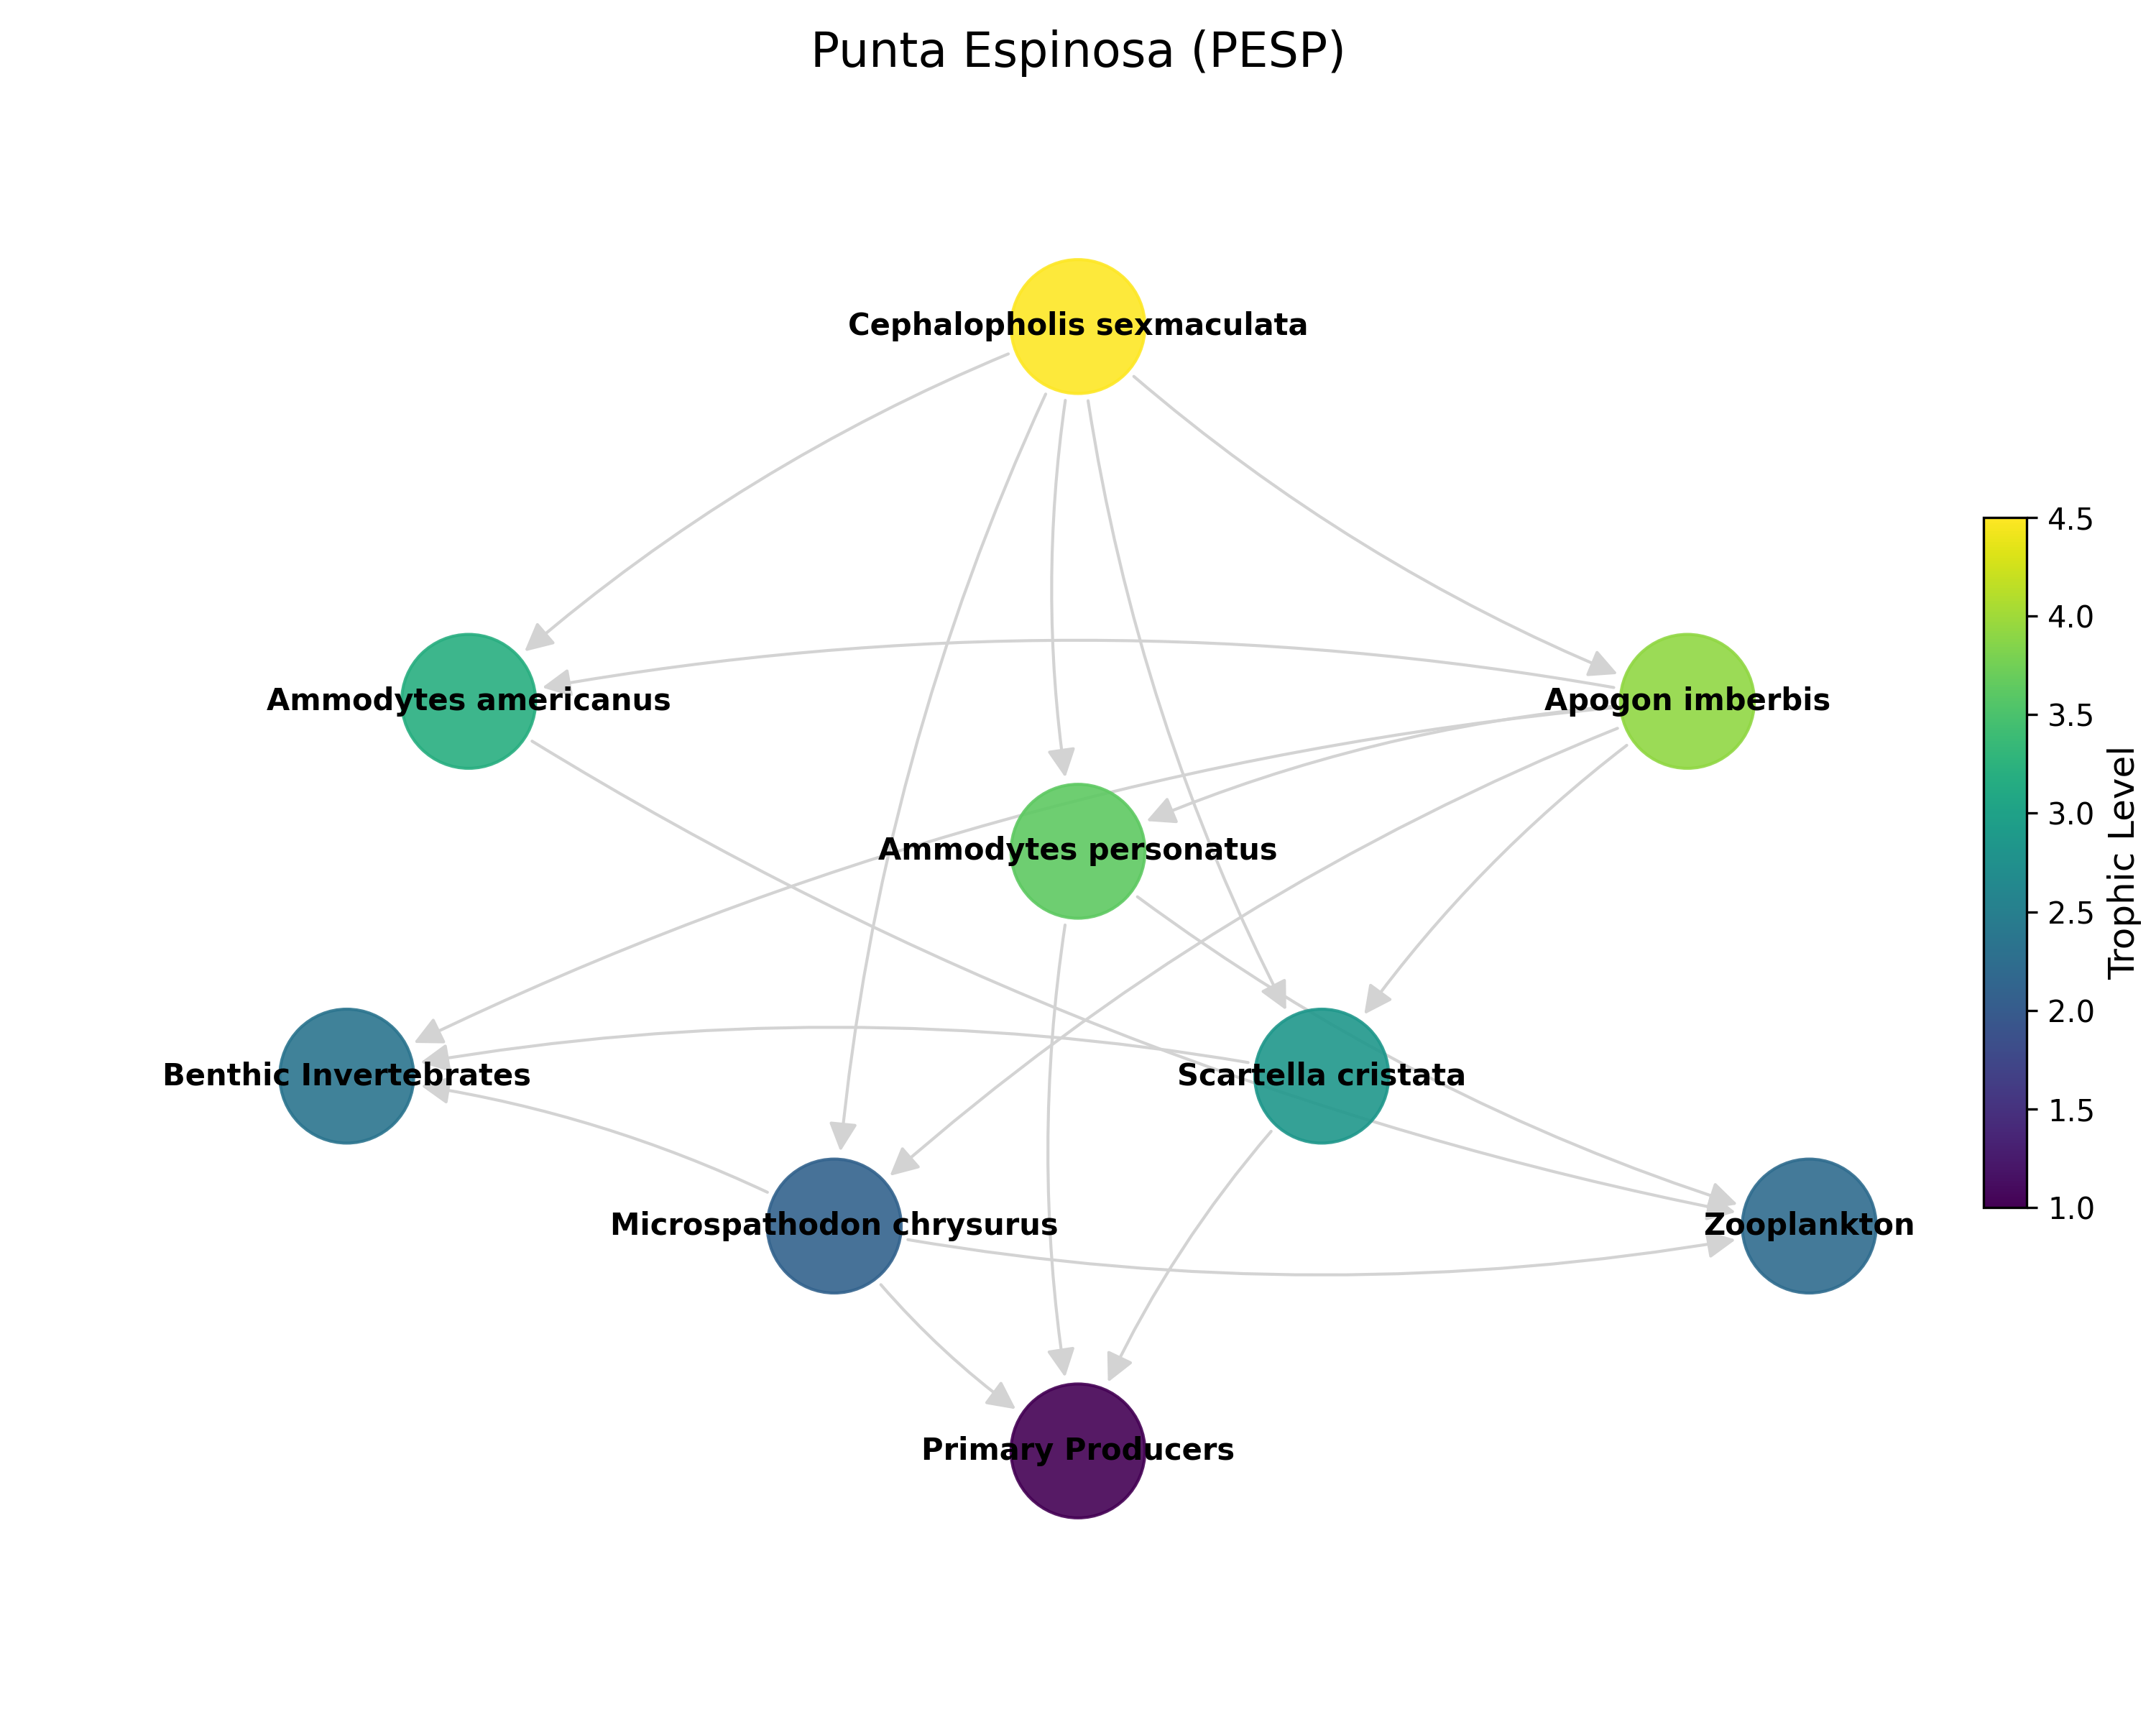 Punta Espinosa (PESP)
Cephalopholis sexmaculata
Ammodytes americanus
Apogon imberbis
Ammodytes personatus
Benthic Invertebrates
Scartella cristata
Microspathodon chrysurus
Zooplankton
Primary Producers
4.5
4.0
3.5
3.0
2.5
2.0
1.5
1.0
Trophic Level